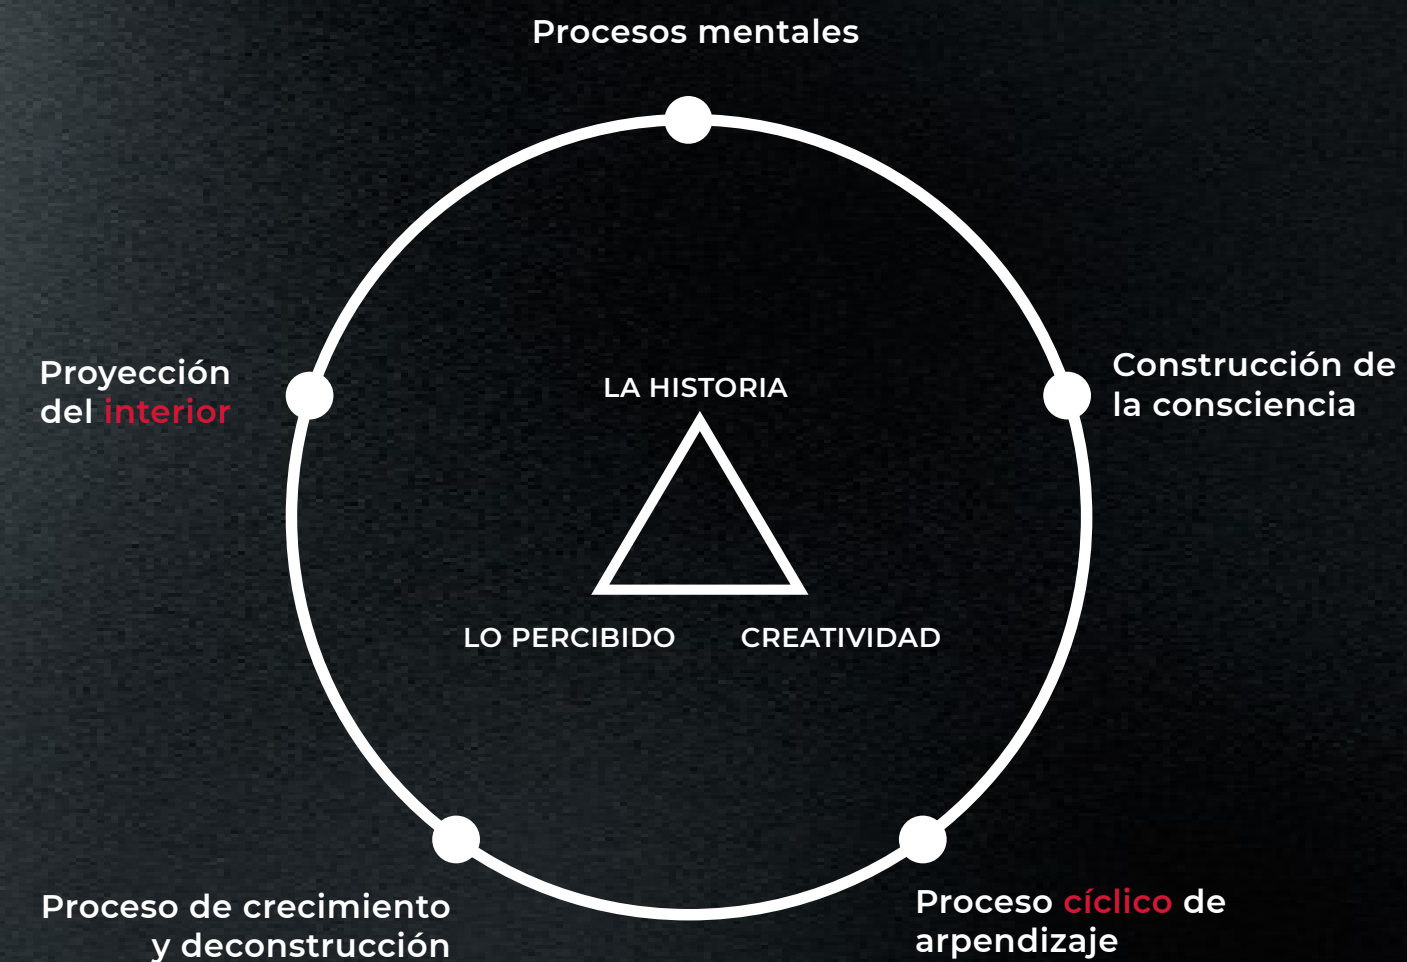 Procesos mentales
Construcción de
la consciencia
Proyección
del interior
LA HISTORIA
LO PERCIBIDO
CREATIVIDAD
Proceso de crecimiento
y deconstrucción
Proceso cíclico de
arpendizaje